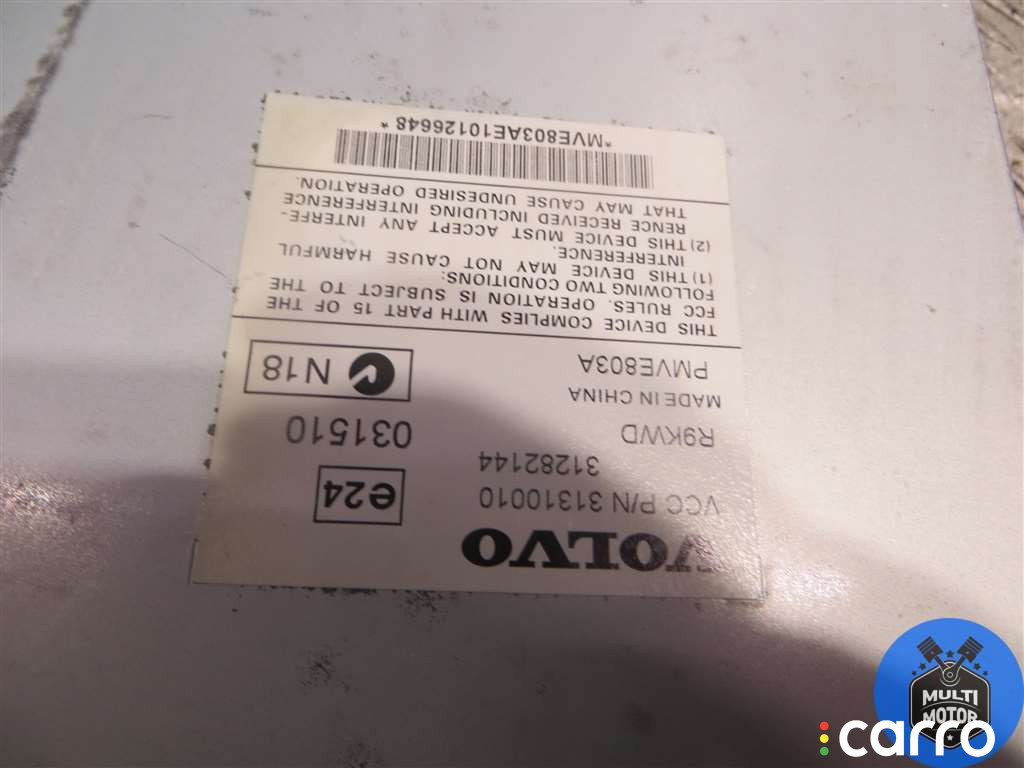 VOLVO
VCC P/N 31310010
31282144
e24
R9KWD
031510
MADE IN CHINA
PMVE803A
N18
THIS DEVICE COMPLIES WITH PART 15 OF THE
FCC RULES. OPERATION IS SUBJECT TO THE
FOLLOWING TWO CONDITIONS:
(1) THIS DEVICE MAY NOT CAUSE HARMFUL
INTERFERENCE.
(2) THIS DEVICE MUST ACCEPT ANY INTERFE-
RENCE RECEIVED INCLUDING INTERFERENCE
THAT MAY CAUSE UNDESIRED OPERATION.
*MVE803AE10126648*
MULTI
MOTOR
carro